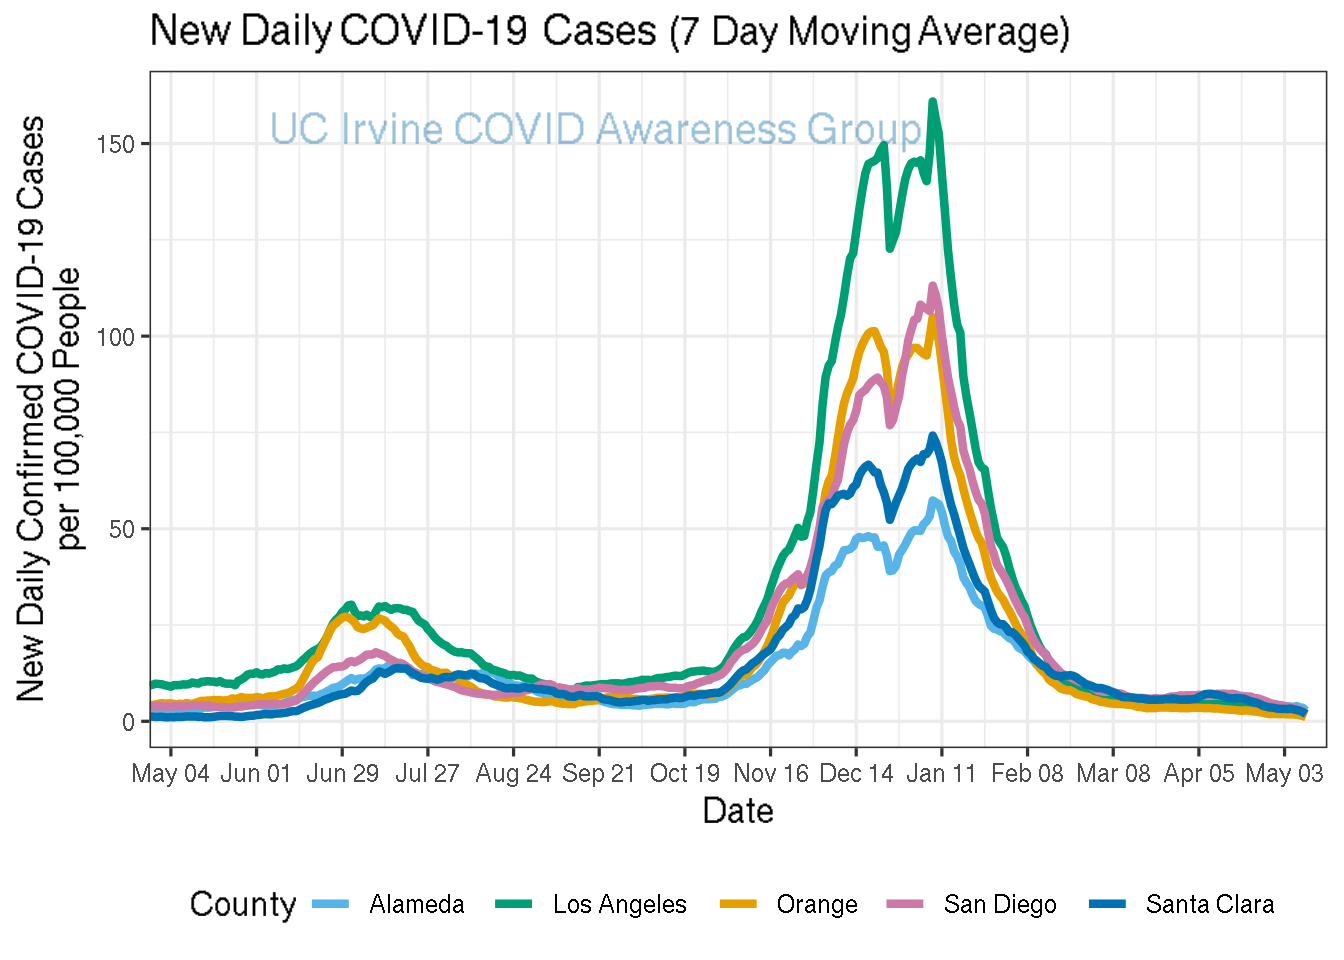 New Daily COVID-19 Cases (7 Day Moving Average)
UC Irvine COVID Awareness Group
New Daily Confirmed COVID-19 Cases
per 100,000 People
150
100
50
0
May 04 Jun 01 Jun 29 Jul 27 Aug 24 Sep 21 Oct 19 Nov 16 Dec 14 Jan 11 Feb 08 Mar 08 Apr 05 May 03
Date
County Alameda Los Angeles Orange San Diego Santa Clara